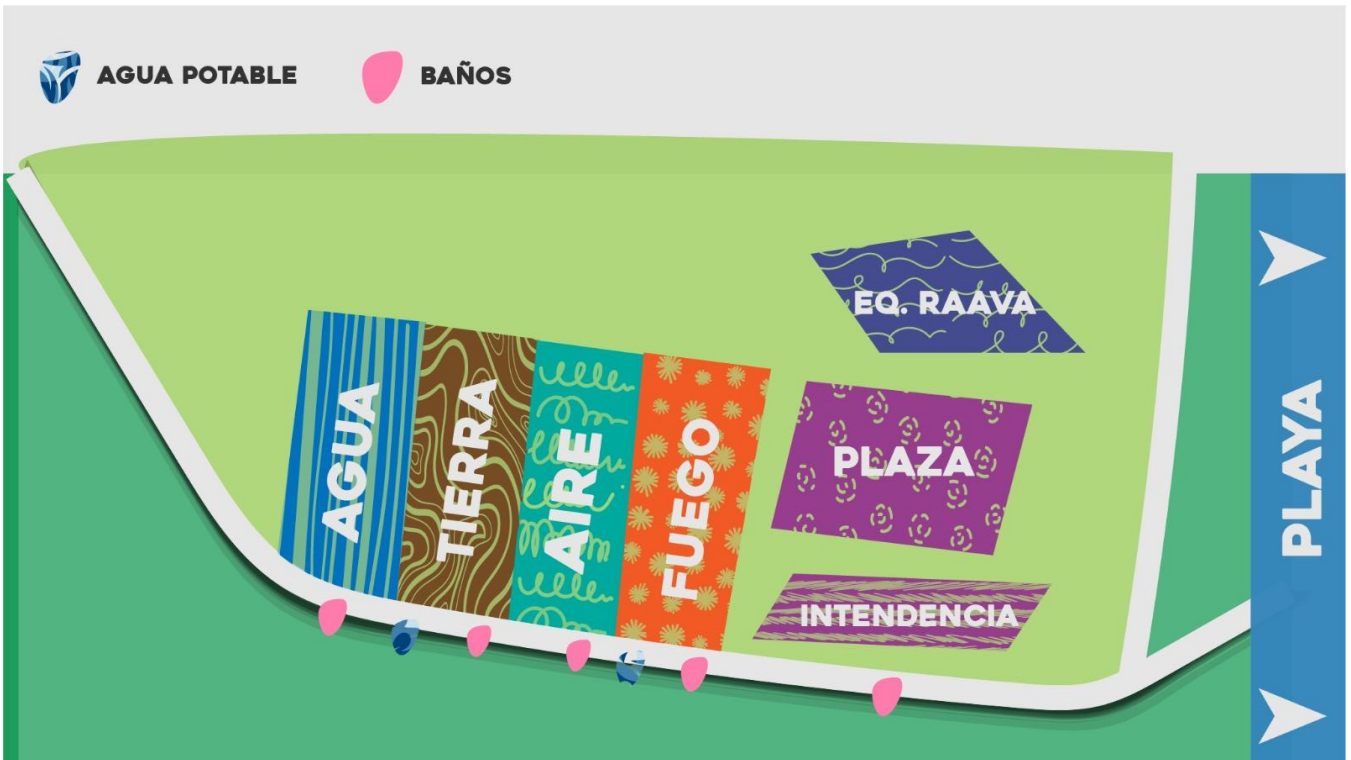 AGUA POTABLE
BAÑOS
EQ. RAAVA
AGUA
TIERRA
AIRE
FUEGO
PLAZA
INTENDENCIA
PLAYA